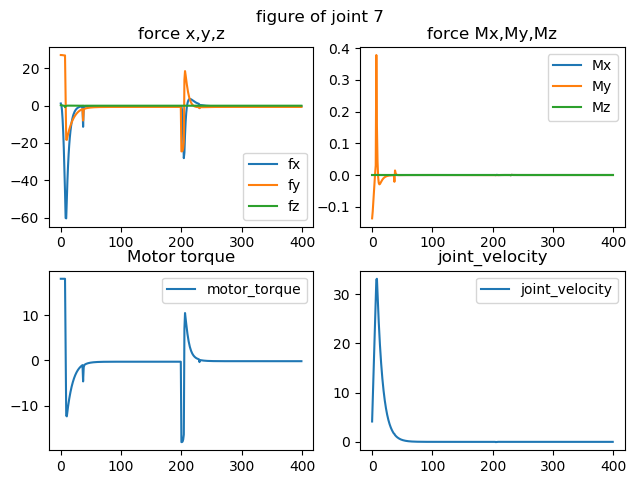 figure of joint 7
force x,y,z
force Mx,My,Mz
20
0
-20
-40
-60
fx
fy
fz
0
100
200
300
400
0.4
0.3
0.2
0.1
0.0
-0.1
Mx
My
Mz
0
100
200
300
400
Motor torque
joint_velocity
10
0
-10
motor_torque
0
100
200
300
400
30
20
10
0
joint_velocity
0
100
200
300
400